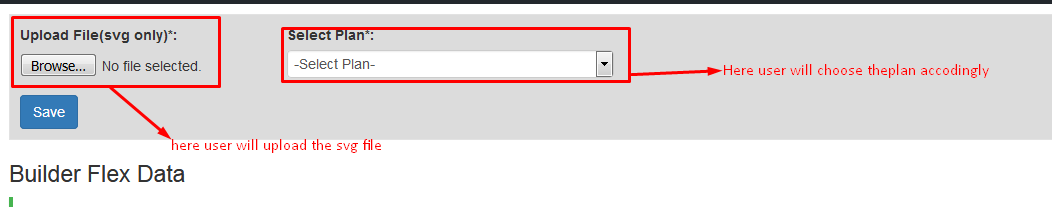 Upload File(svg only)*:
Select Plan*:
Browse... No file selected.
-Select Plan-
Here user will choose theplan accodingly
Save
here user will upload the svg file
Builder Flex Data